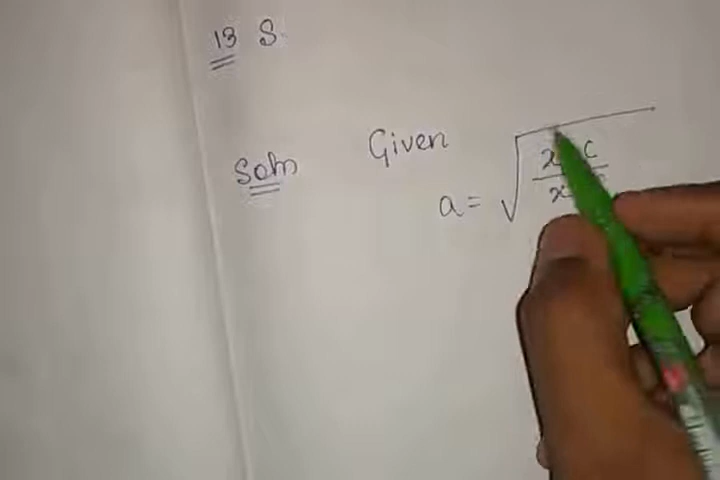 13 S.
Soln Given
a = √ x c
x